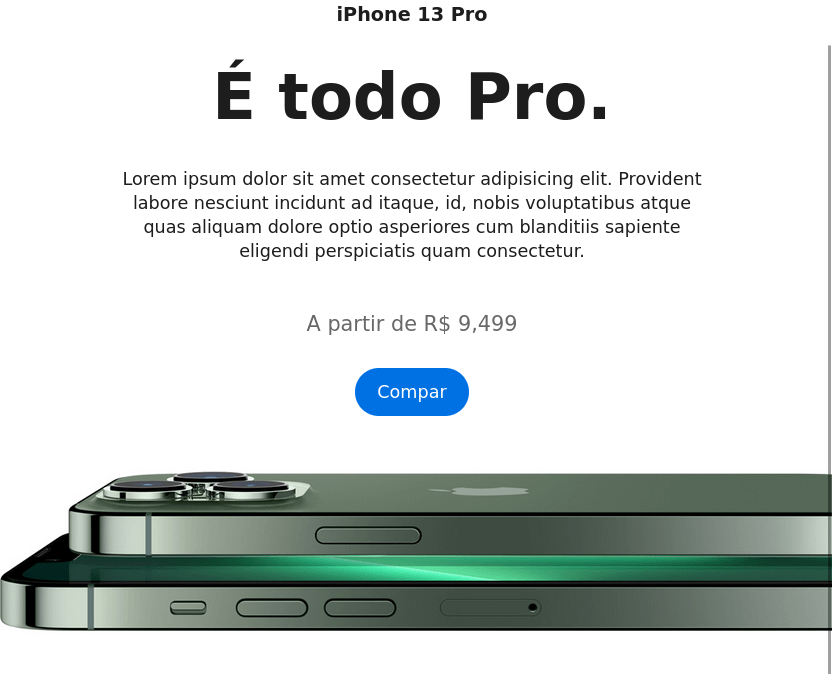 iPhone 13 Pro
É todo Pro.
Lorem ipsum dolor sit amet consectetur adipisicing elit. Provident
labore nesciunt incidunt ad itaque, id, nobis voluptatibus atque
quas aliquam dolore optio asperiores cum blanditiis sapiente
eligendi perspiciatis quam consectetur.
A partir de R$ 9,499
Compar